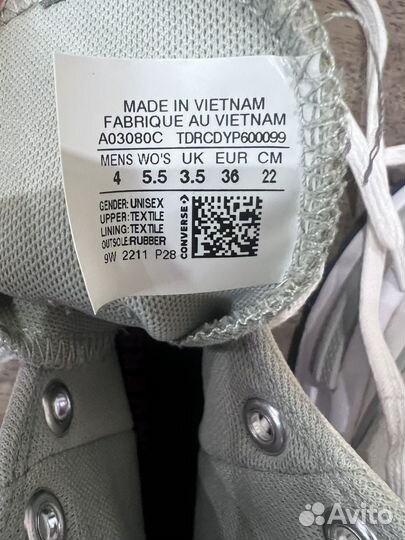 MADE IN VIETNAM
FABRIQUE AU VIETNAM
A03080C TDRCDYP600099
MENS WO'S UK EUR CM
4 5.5 3.5 36 22
GENDER: UNISEX
UPPER: TEXTILE
LINING: TEXTILE
OUTSOLE: RUBBER
9W 2211 P28
CONVERSE
Avito